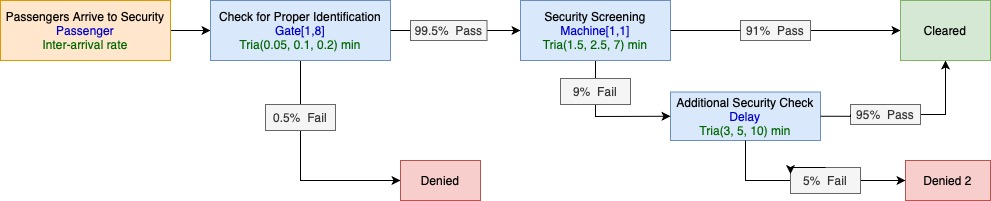 Passengers Arrive to Security
Passenger
Inter-arrival rate
Check for Proper Identification
Gate[1,8]
Tria(0.05, 0.1, 0.2) min
99.5%  Pass
Security Screening
Machine[1,1]
Tria(1.5, 2.5, 7) min
91%  Pass
Cleared
0.5%  Fail
9%  Fail
Additional Security Check
Delay
Tria(3, 5, 10) min
95%  Pass
Denied
5%  Fail
Denied 2